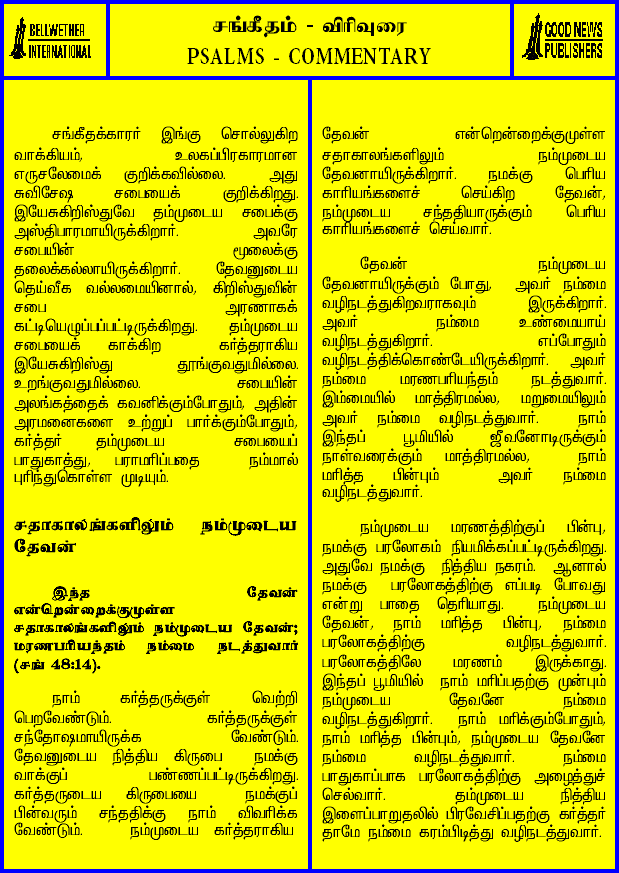 BELLWETHER
INTERNATIONAL
சங்கீதம் - விரிவுரை
PSALMS - COMMENTARY
GOOD NEWS
PUBLISHERS
சங்கீதக்காரர் இங்கு சொல்லுகிற
வாக்கியம், உலகப்பிரகாரமான
எருசலேமைக் குறிக்கவில்லை. அது
சுவிசேஷ சபையைக் குறிக்கிறது.
இயேசுகிறிஸ்துவே தம்முடைய சபைக்கு
அஸ்திபாரமாயிருக்கிறார். அவரே
சபையின் மூலைக்கு
தலைக்கல்லாயிருக்கிறார். தேவனுடைய
தெய்வீக வல்லமையினால், கிறிஸ்துவின்
சபை அரணாகக்
கட்டியெழுப்பப்பட்டிருக்கிறது. தம்முடைய
சபையைக் காக்கிற கர்த்தராகிய
இயேசுகிறிஸ்து தூங்குவதுமில்லை.
உறங்குவதுமில்லை. சபையின்
அலங்கத்தைக் கவனிக்கும்போதும், அதின்
அரமனைகளை உற்றுப் பார்க்கும்போதும்,
கர்த்தர் தம்முடைய சபையைப்
பாதுகாத்து, பராமரிப்பதை நம்மால்
புரிந்துகொள்ள முடியும்.
சதாகாலங்களிலும் நம்முடைய
தேவன்
இந்த தேவன்
என்றென்றைக்குமுள்ள
சதாகாலங்களிலும் நம்முடைய தேவன்;
மரணபரியந்தம் நம்மை நடத்துவார்
(சங் 48:14).
நாம் கர்த்தருக்குள் வெற்றி
பெறவேண்டும். கர்த்தருக்குள்
சந்தோஷமாயிருக்க வேண்டும்.
தேவனுடைய நித்திய கிருபை நமக்கு
வாக்குப் பண்ணப்பட்டிருக்கிறது.
கர்த்தருடைய கிருபையை நமக்குப்
பின்வரும் சந்ததிக்கு நாம் விவரிக்க
வேண்டும். நம்முடைய கர்த்தராகிய
தேவன் என்றென்றைக்குமுள்ள
சதாகாலங்களிலும் நம்முடைய
தேவனாயிருக்கிறார். நமக்கு பெரிய
காரியங்களைச் செய்கிற தேவன்,
நம்முடைய சந்ததியாருக்கும் பெரிய
காரியங்களைச் செய்வார்.
தேவன் நம்முடைய
தேவனாயிருக்கும் போது, அவர் நம்மை
வழிநடத்துகிறவராகவும் இருக்கிறார்.
அவர் நம்மை உண்மையாய்
வழிநடத்துகிறார். எப்போதும்
வழிநடத்திக்கொண்டேயிருக்கிறார். அவர்
நம்மை மரணபரியந்தம் நடத்துவார்.
இம்மையில் மாத்திரமல்ல, மறுமையிலும்
அவர் நம்மை வழிநடத்துவார். நாம்
இந்தப் பூமியில் ஜீவனோடிருக்கும்
நாள்வரைக்கும் மாத்திரமல்ல, நாம்
மரித்த பின்பும் அவர் நம்மை
வழிநடத்துவார்.
நம்முடைய மரணத்திற்குப் பின்பு,
நமக்கு பரலோகம் நியமிக்கப்பட்டிருக்கிறது.
அதுவே நமக்கு நித்திய நகரம். ஆனால்
நமக்கு பரலோகத்திற்கு எப்படி போவது
என்று பாதை தெரியாது. நம்முடைய
தேவன், நாம் மரித்த பின்பு, நம்மை
பரலோகத்திற்கு வழிநடத்துவார்.
பரலோகத்திலே மரணம் இருக்காது.
இந்தப் பூமியில் நாம் மரிப்பதற்கு முன்பும்
நம்முடைய தேவனே நம்மை
வழிநடத்துகிறார். நாம் மரிக்கும்போதும்,
நாம் மரித்த பின்பும், நம்முடைய தேவனே
நம்மை வழிநடத்துவார். நம்மை
பாதுகாப்பாக பரலோகத்திற்கு அழைத்துச்
செல்வார். தம்முடைய நித்திய
இளைப்பாறுதலில் பிரவேசிப்பதற்கு கர்த்தர்
தாமே நம்மை கரம்பிடித்து வழிநடத்துவார்.